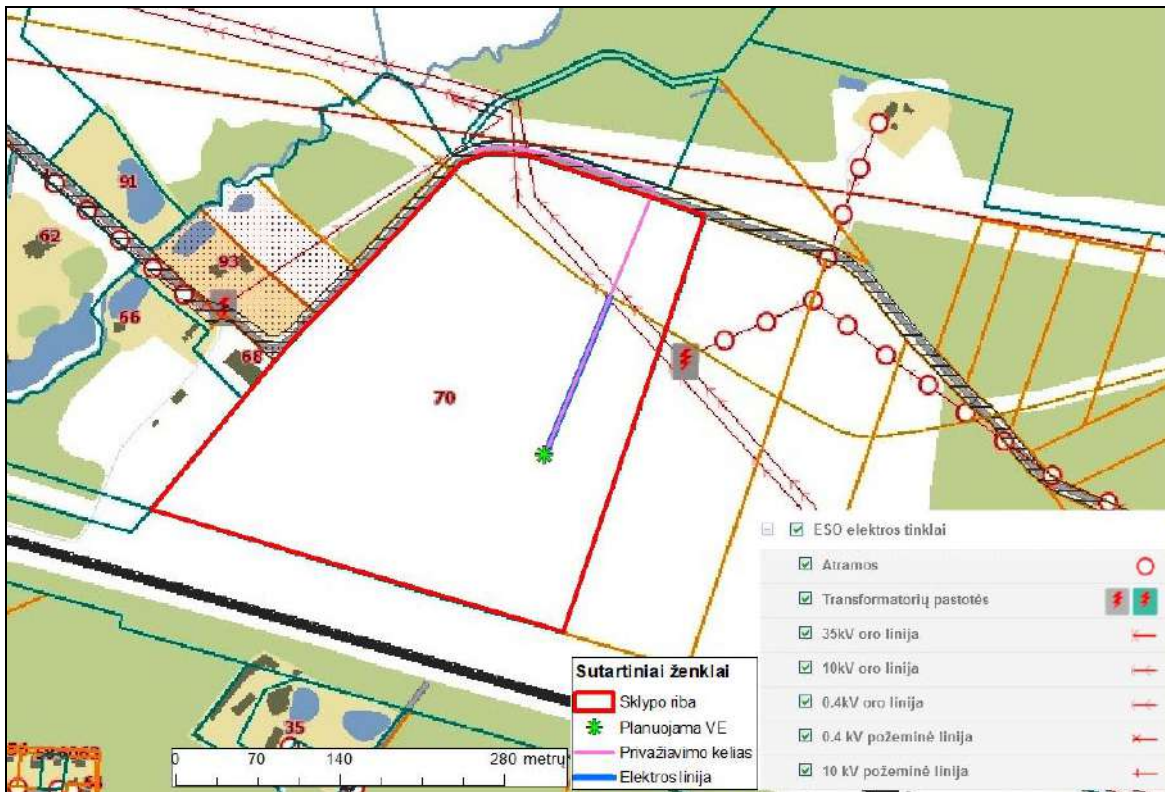 91
62
93
66
68
70
35
ESO elektros tinklai
Atramos
Transformatorių pastotės
35kV oro linija
10kV oro linija
0.4kV oro linija
0.4 kV požeminė linija
10 kV požeminė linija
Sutartiniai ženklai
Sklypo riba
Planuojama VE
Privažiavimo kelias
Elektros linija
0 70 140 280 metrų